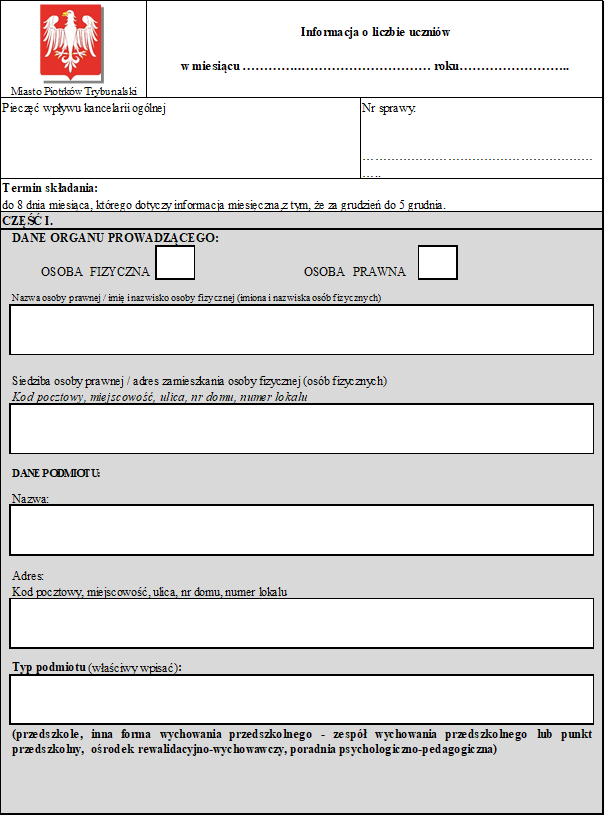 Miasto Piotrków Trybunalski
Informacja o liczbie uczniów
w miesiącu ………….………………………… roku……………………..
Pieczęć wpływu kancelarii ogólnej
Nr sprawy:
………………………………………………
…..
Termin składania:
do 8 dnia miesiąca, którego dotyczy informacja miesięczna,z tym, że za grudzień do 5 grudnia.
CZĘŚĆ I.
DANE ORGANU PROWADZĄCEGO:
OSOBA FIZYCZNA
OSOBA PRAWNA
Nazwa osoby prawnej / imię i nazwisko osoby fizycznej (imiona i nazwiska osób fizycznych)
Siedziba osoby prawnej / adres zamieszkania osoby fizycznej (osób fizycznych)
Kod pocztowy, miejscowość, ulica, nr domu, numer lokalu
DANE PODMIOTU:
Nazwa:
Adres:
Kod pocztowy, miejscowość, ulica, nr domu, numer lokalu
Typ podmiotu (właściwy wpisać):
(przedszkole, inna forma wychowania przedszkolnego - zespół wychowania przedszkolnego lub punkt
przedszkolny, ośrodek rewalidacyjno-wychowawczy, poradnia psychologiczno-pedagogiczna)